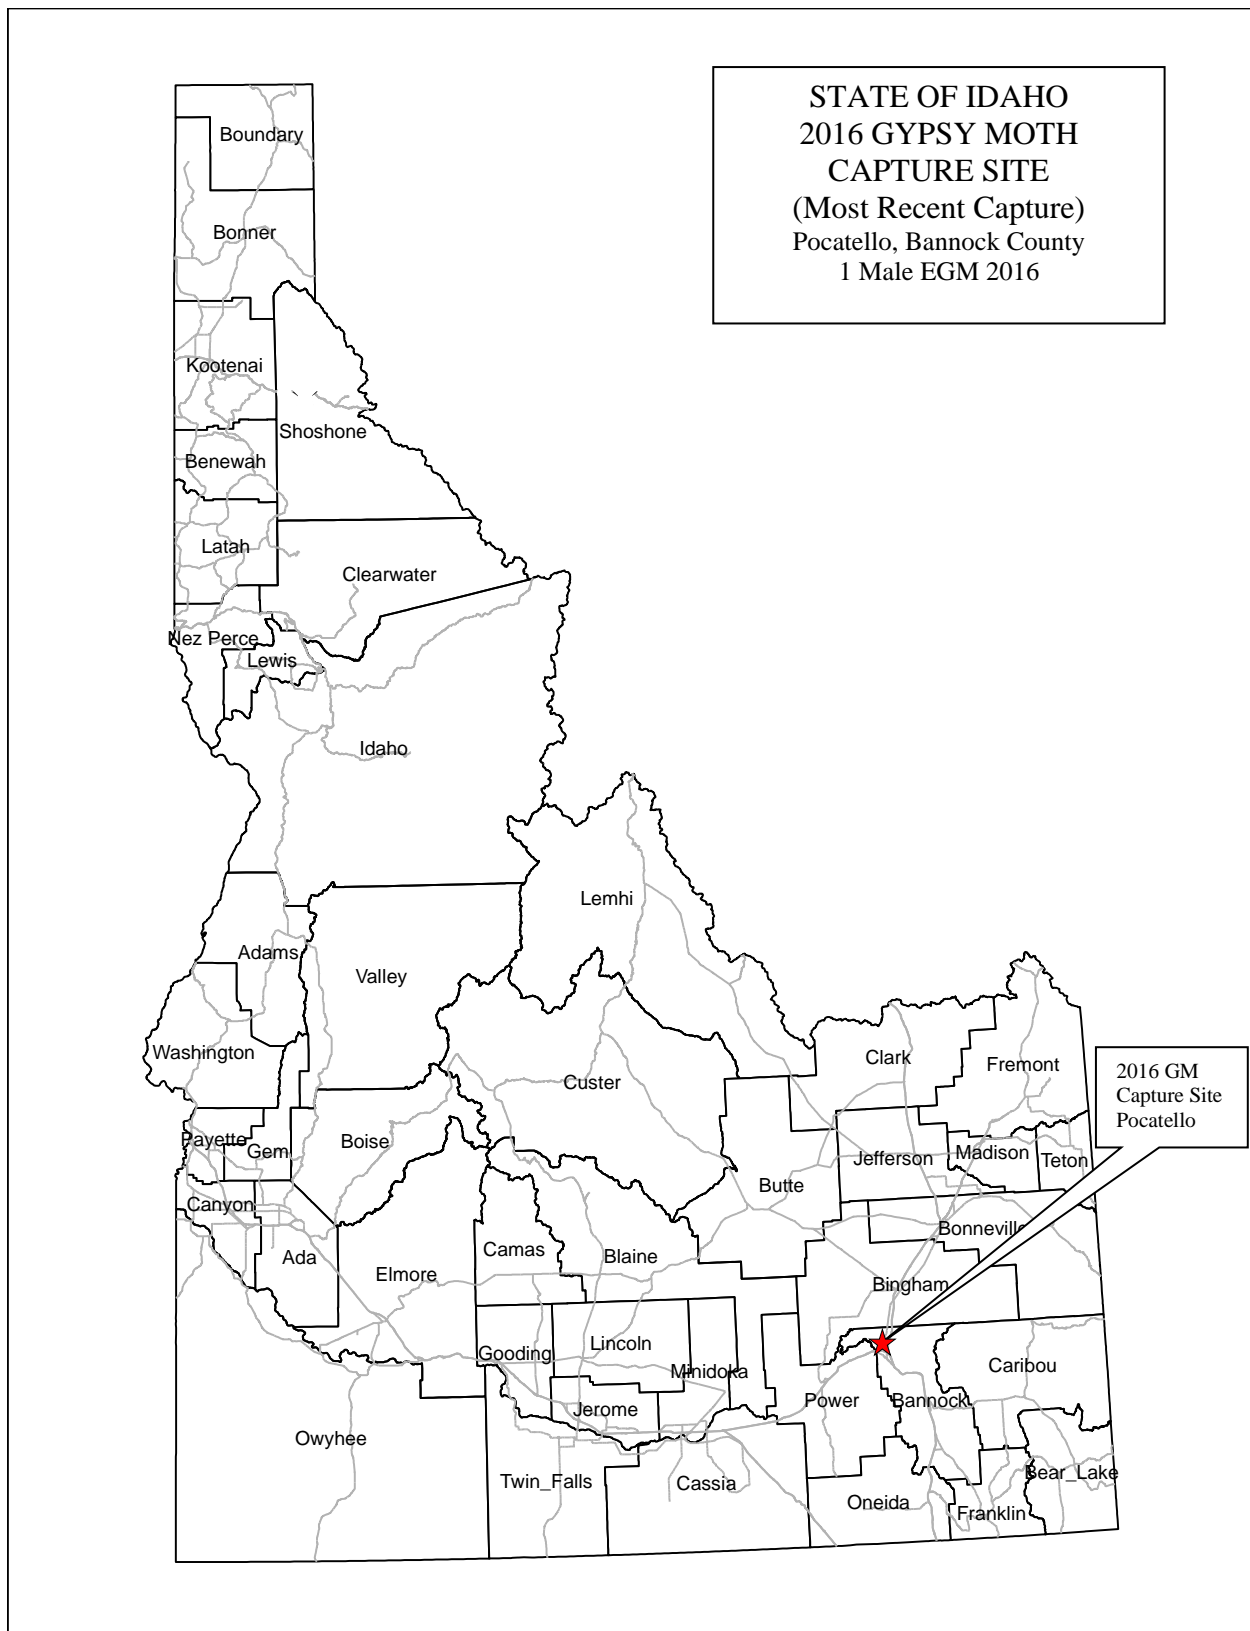 STATE OF IDAHO
2016 GYPSY MOTH
CAPTURE SITE
(Most Recent Capture)
Pocatello, Bannock County
1 Male EGM 2016
Boundary
Bonner
Kootenai
Shoshone
Benewah
Latah
Clearwater
Nez Perce
Lewis
Idaho
Lemhi
Adams
Valley
Washington
Custer
Clark
Fremont
2016 GM
Capture Site
Pocatello
Payette
Gem
Boise
Jefferson
Madison
Teton
Butte
Canyon
Bonneville
Ada
Camas
Blaine
Elmore
Bingham
Gooding
Lincoln
Minidoka
Caribou
Jerome
Power
Bannock
Owyhee
Twin_Falls
Cassia
Bear_Lake
Oneida
Franklin